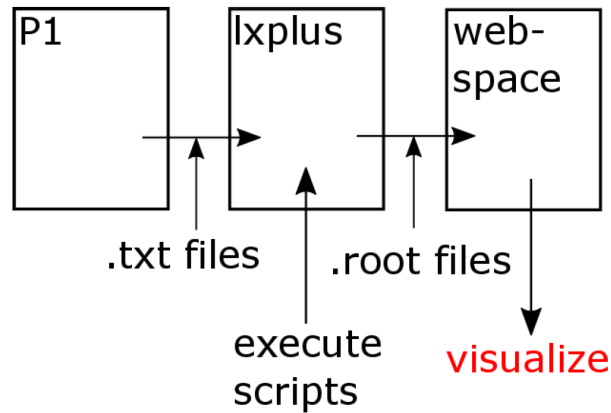 P1
lxplus
web-
space
.txt files
.root files
execute
scripts
visualize